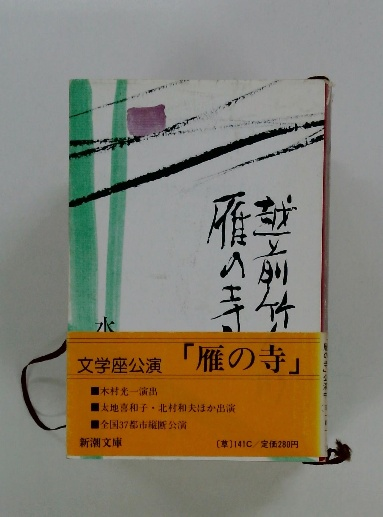 雁の寺
越前竹
水
文学座公演「雁の寺」
■木村光一演出
■太地喜和子・北村和夫ほか出演
■全国37都市縦断公演
新潮文庫
〔草〕141C／定価280円